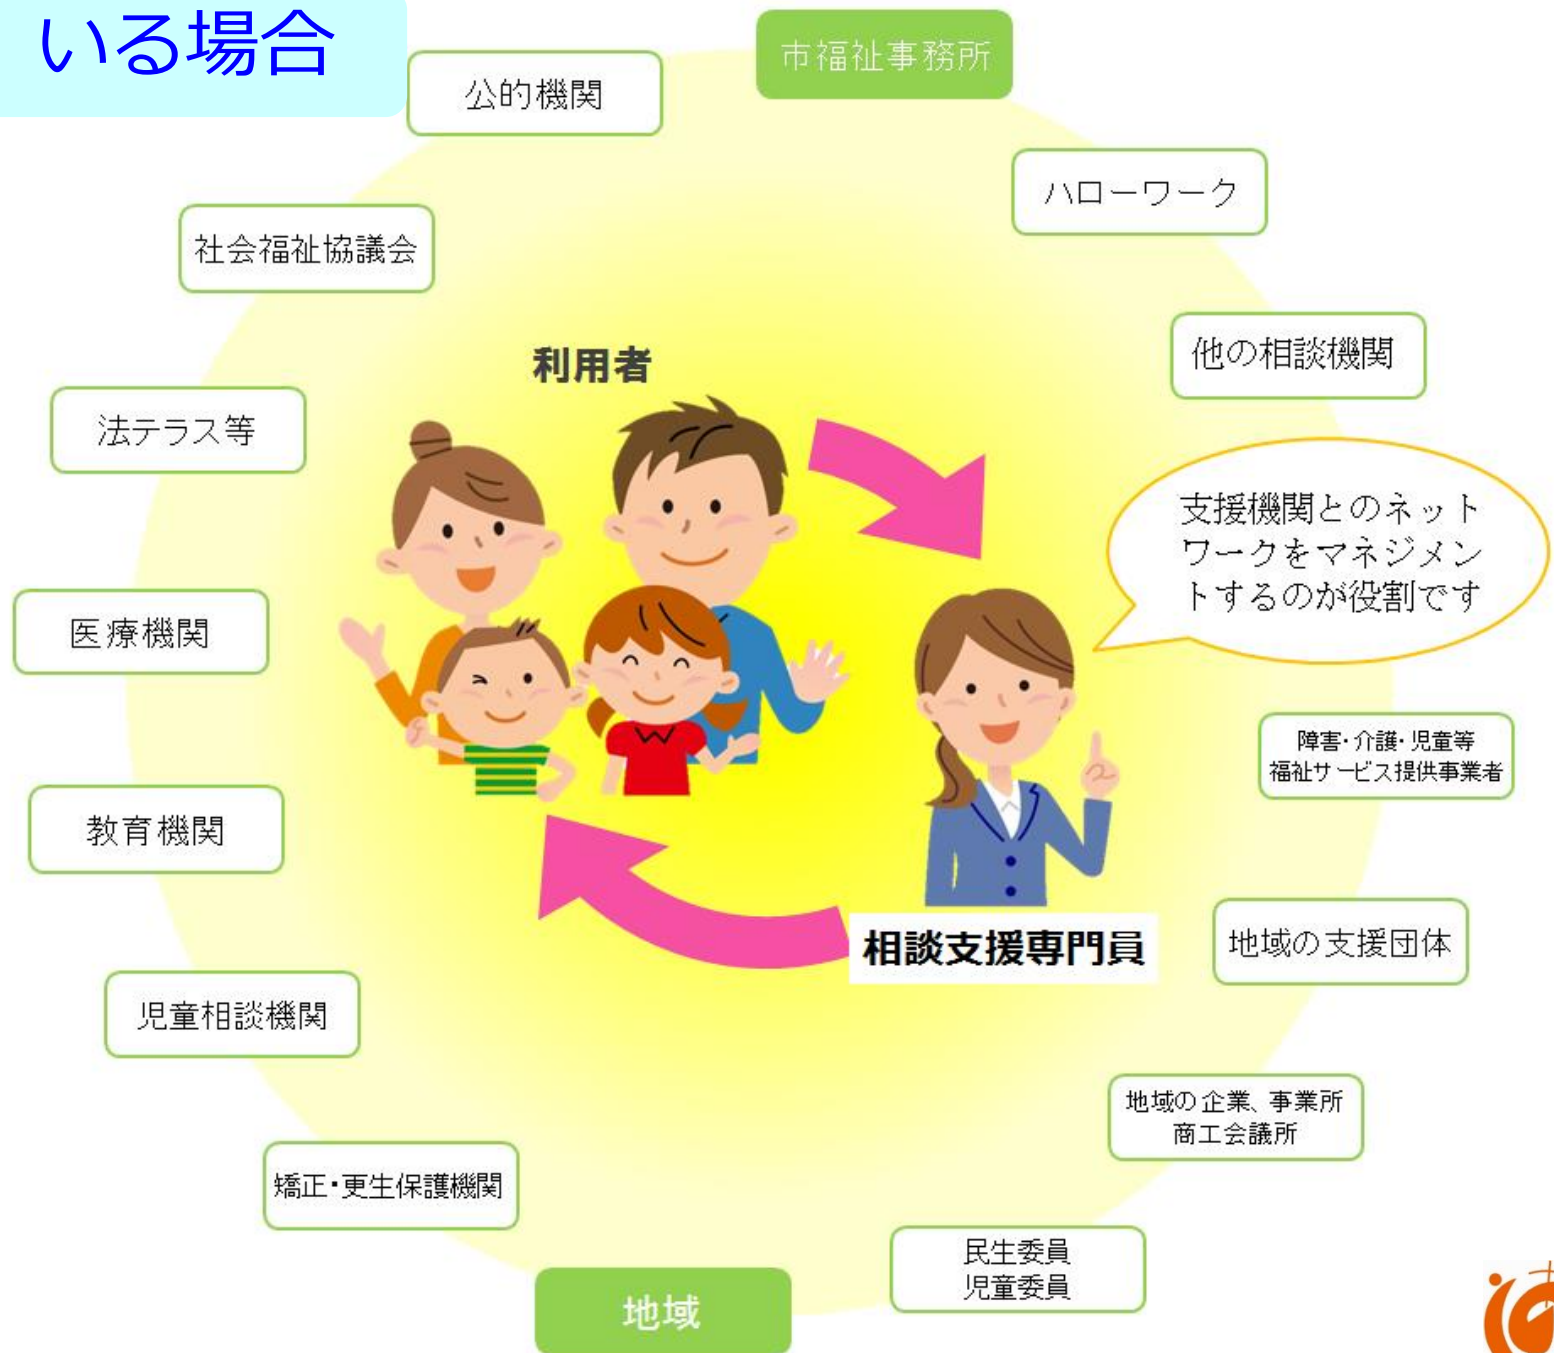 いる場合
市福祉事務所
公的機関
ハローワーク
社会福祉協議会
他の相談機関
利用者
法テラス等
支援機関とのネット
ワークをマネジメン
トするのが役割です
医療機関
障害・介護・児童等
福祉サービス提供事業者
教育機関
地域の支援団体
相談支援専門員
児童相談機関
地域の企業、事業所
商工会議所
矯正・更生保護機関
民生委員
児童委員
地域